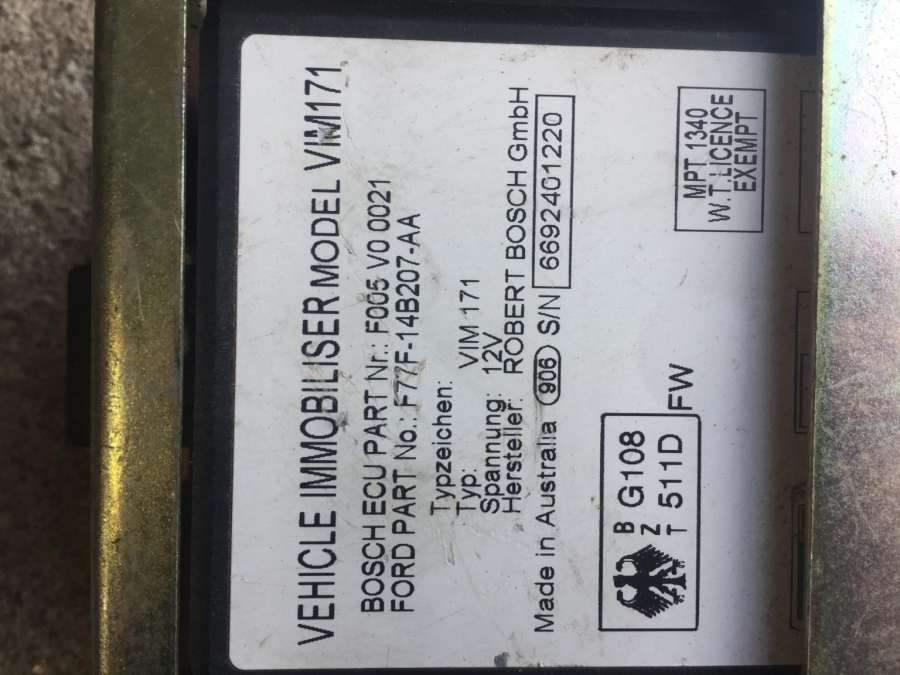 VEHICLE IMMOBILISER MODEL VIM171
BOSCH ECU PART Nr.: F005 V0 0021
FORD PART No.: F77F-14B207-AA
Typzeichen:
Typ: VIM 171
Spannung: 12V
Hersteller: ROBERT BOSCH GmbH
Made in Australia 906 S/N 6692401220
B
Z
T
G108
511D
FW
MPT 1340
W.T.LICENCE
EXEMPT